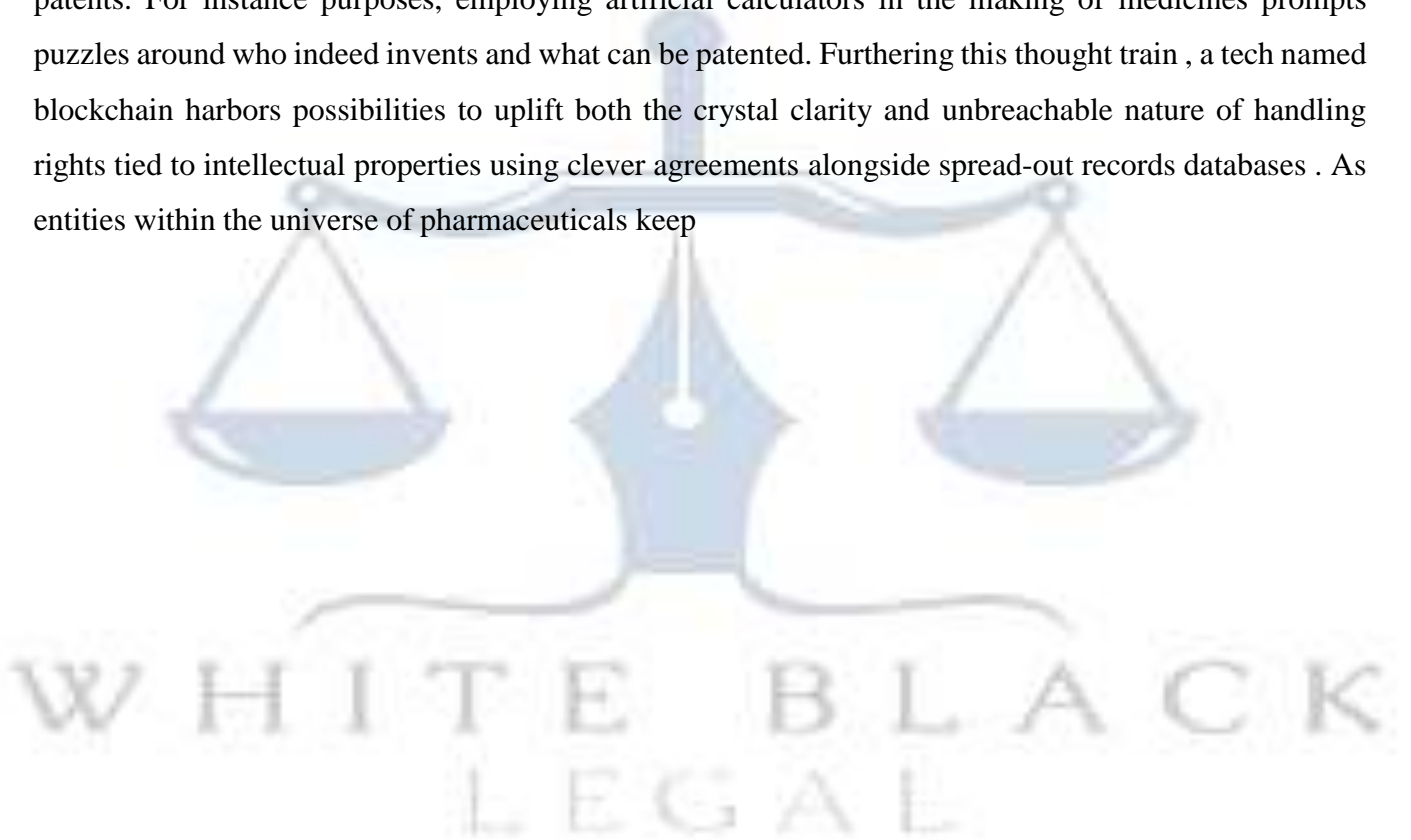 patents. For instance purposes, employing artificial calculators in the making of medicines prompts
puzzles around who indeed invents and what can be patented. Furthering this thought train , a tech named
blockchain harbors possibilities to uplift both the crystal clarity and unbreachable nature of handling
rights tied to intellectual properties using clever agreements alongside spread-out records databases . As
entities within the universe of pharmaceuticals keep
WHITE BLACK
LEGAL